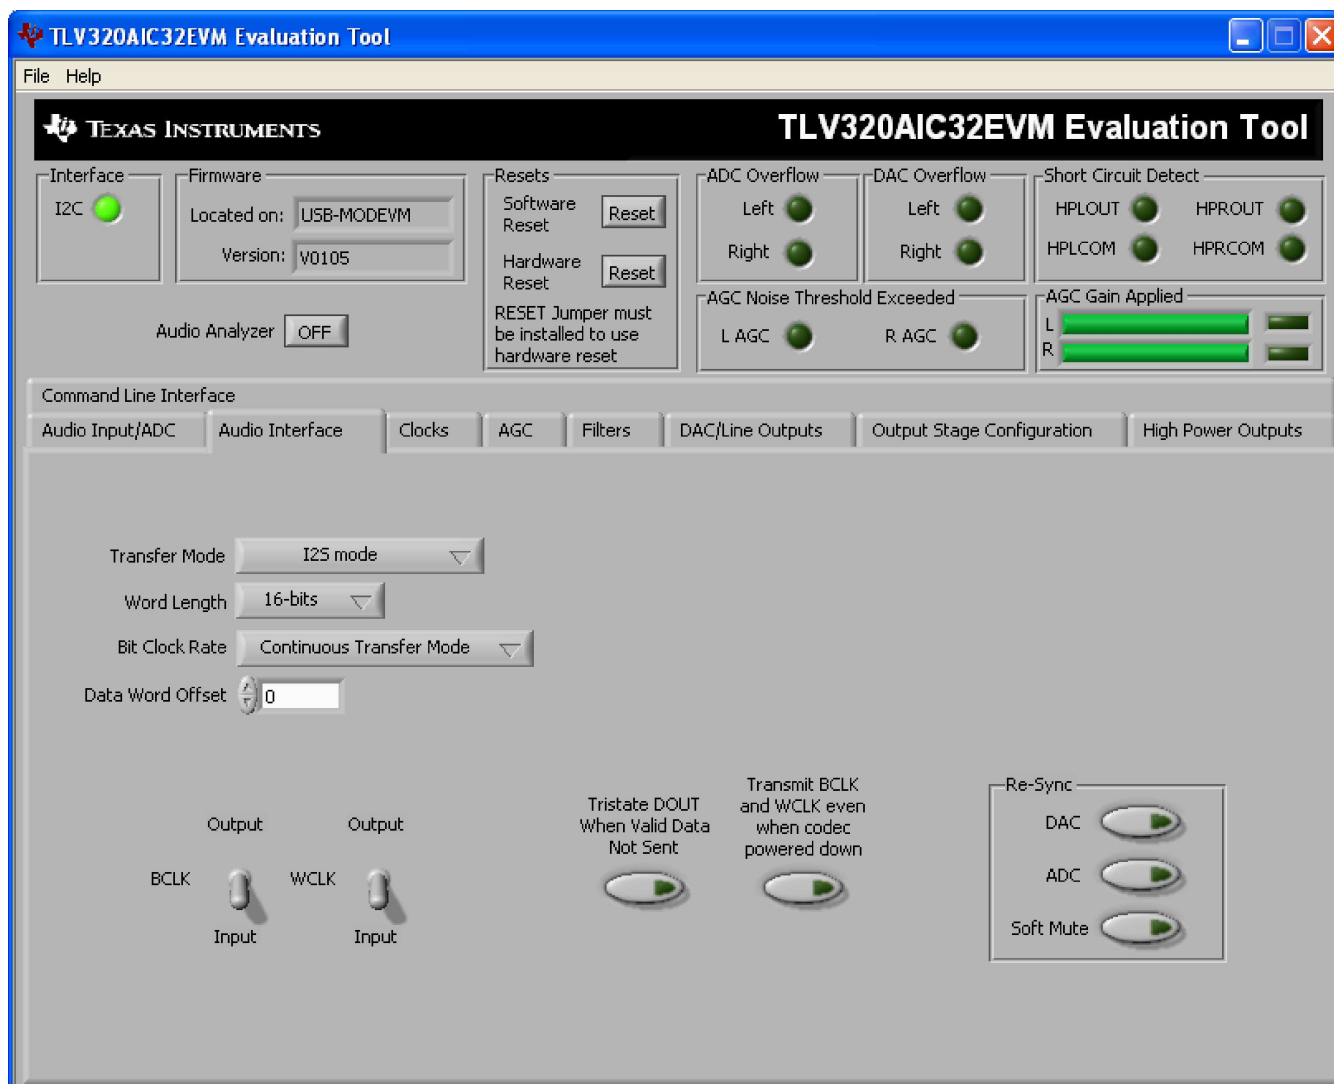 TLV320AIC32EVM Evaluation Tool
File Help
TEXAS INSTRUMENTS
TLV320AIC32EVM Evaluation Tool
Interface
I2C
Firmware
Located on: USB-MODEVM
Version: V0105
Audio Analyzer OFF
Resets
Software
Reset
Reset
Hardware
Reset
Reset
RESET Jumper must
be installed to use
hardware reset
ADC Overflow
Left
Right
DAC Overflow
Left
Right
Short Circuit Detect
HPLOUT HPROUT
HPLCOM HPRCOM
AGC Noise Threshold Exceeded
L AGC R AGC
AGC Gain Applied
L
R
Command Line Interface
Audio Input/ADC Audio Interface Clocks AGC Filters DAC/Line Outputs Output Stage Configuration High Power Outputs
Transfer Mode I2S mode
Word Length 16-bits
Bit Clock Rate Continuous Transfer Mode
Data Word Offset 0
Output Output
BCLK WCLK
Input Input
Tristate DOUT
When Valid Data
Not Sent
Transmit BCLK
and WCLK even
when codec
powered down
Re-Sync
DAC
ADC
Soft Mute